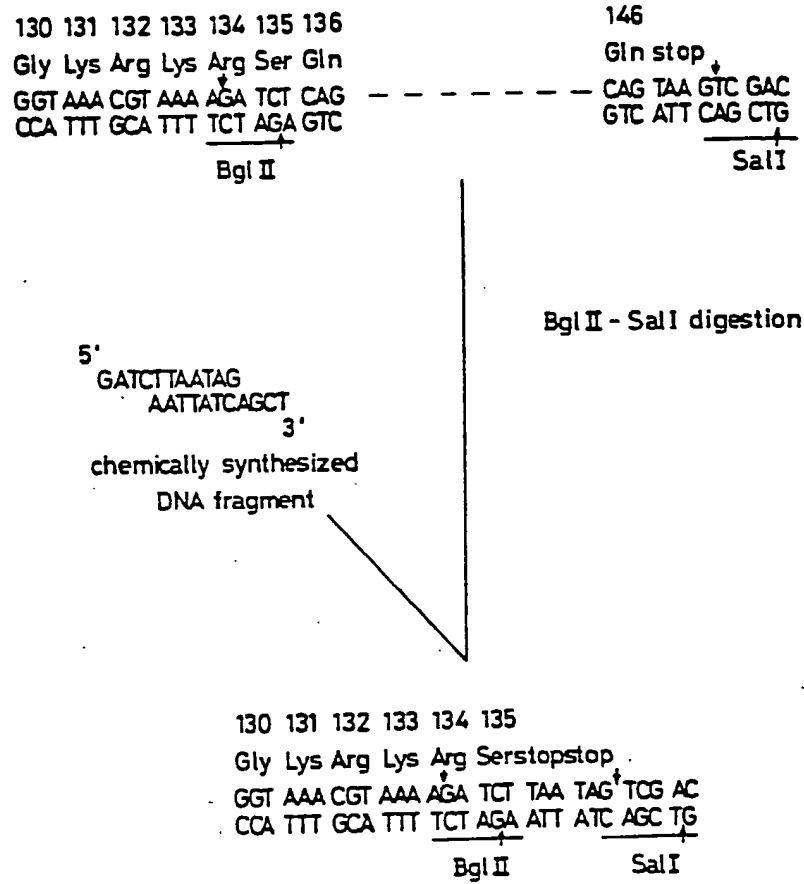 130 131 132 133 134 135 136
Gly Lys Arg Lys Arg Ser Gln
GGT AAA CGT AAA AGA TCT CAG
CCA TTT GCA TTT TCT AGA GTC
Bgl II
146
Gln stop
CAG TAA GTC GAC
GTC ATT CAG CTG
Sal I
Bgl II - Sal I digestion
5'
GATCTTAATAG
AATTATCAGCT
3'
chemically synthesized
DNA fragment
130 131 132 133 134 135
Gly Lys Arg Lys Arg Serstopstop
GGT AAA CGT AAA AGA TCT TAA TAG TCG AC
CCA TTT GCA TTT TCT AGA ATT ATC AGC TG
Bgl II Sal I